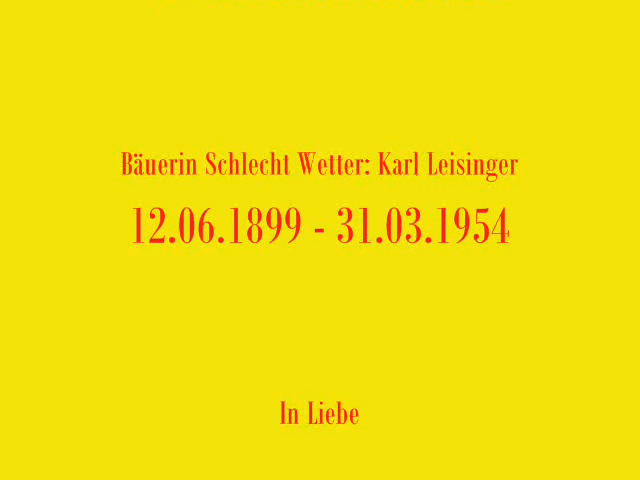 Bäuerin Schlecht Wetter: Karl Leisinger
12.06.1899 - 31.03.1954
In Liebe